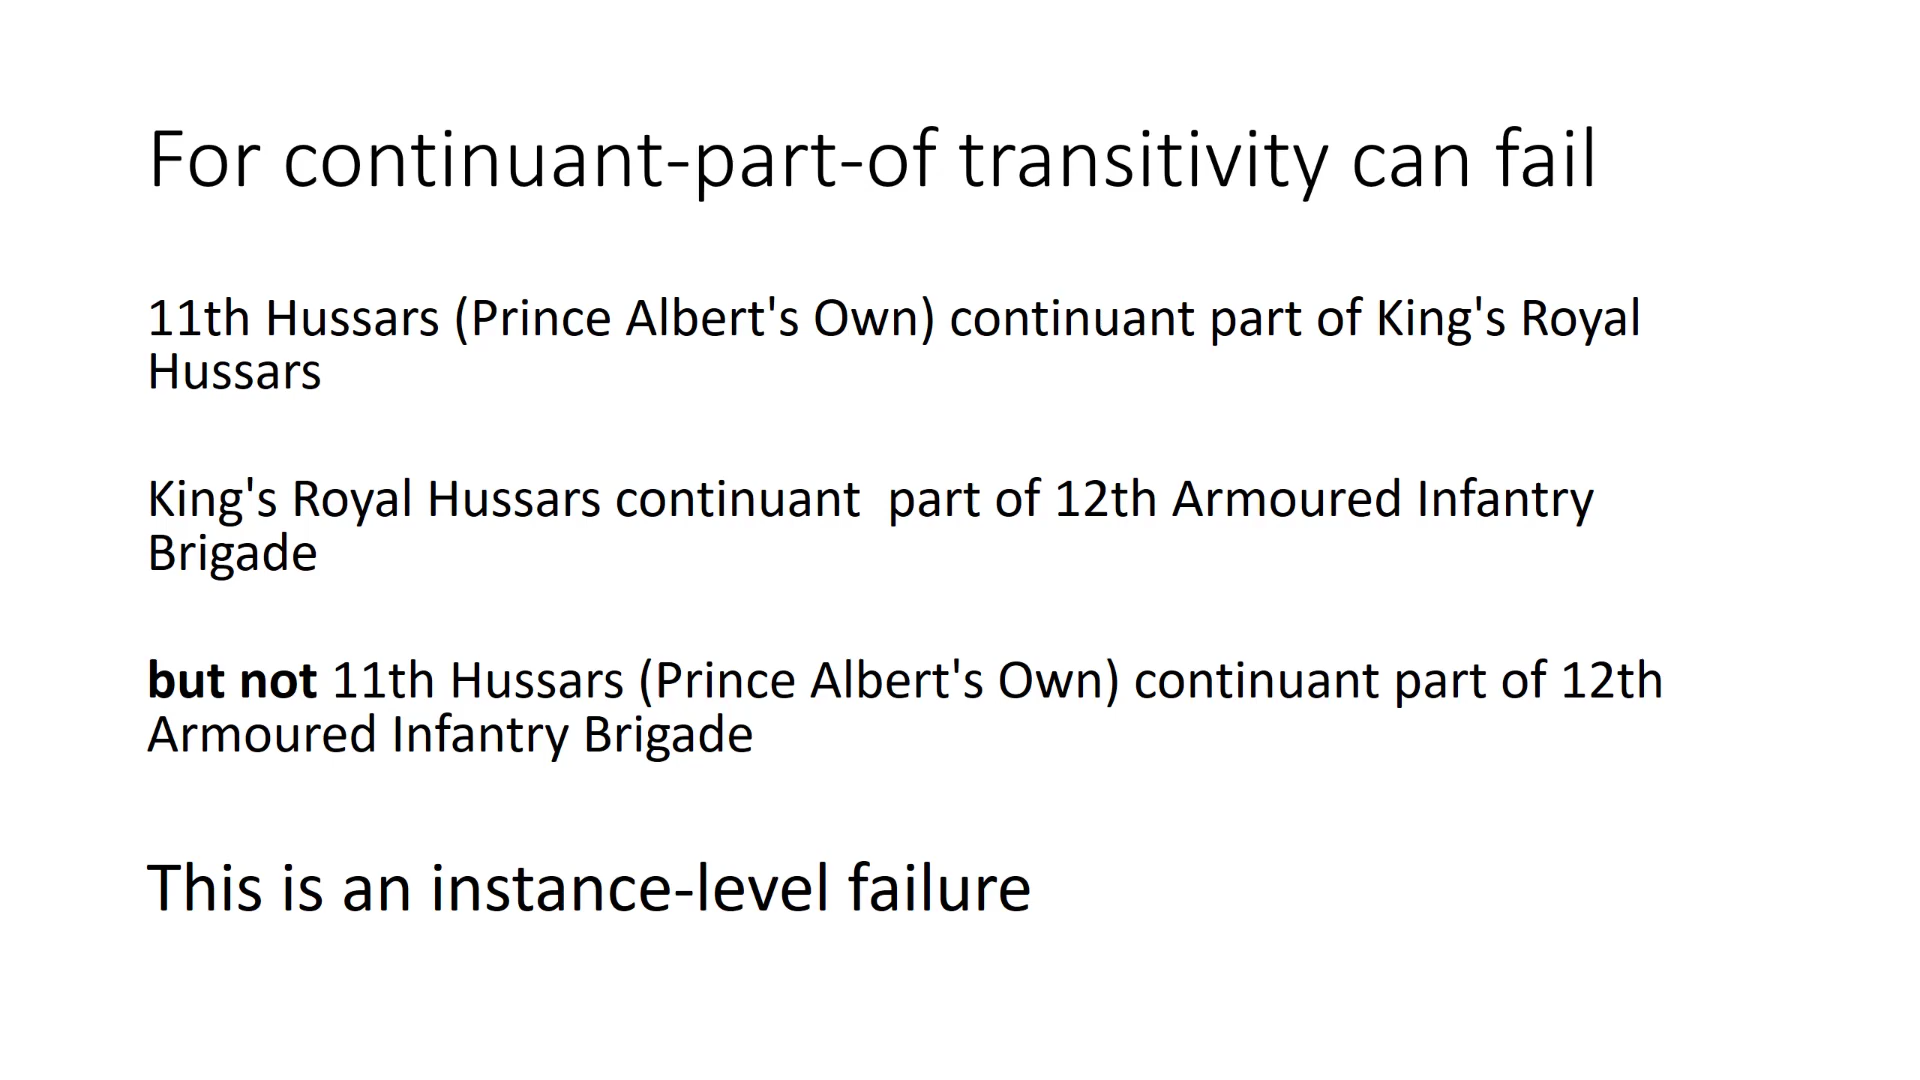 For continuant-part-of transitivity can fail
11th Hussars (Prince Albert's Own) continuant part of King's Royal
Hussars
King's Royal Hussars continuant  part of 12th Armoured Infantry
Brigade
but not 11th Hussars (Prince Albert's Own) continuant part of 12th
Armoured Infantry Brigade
This is an instance-level failure